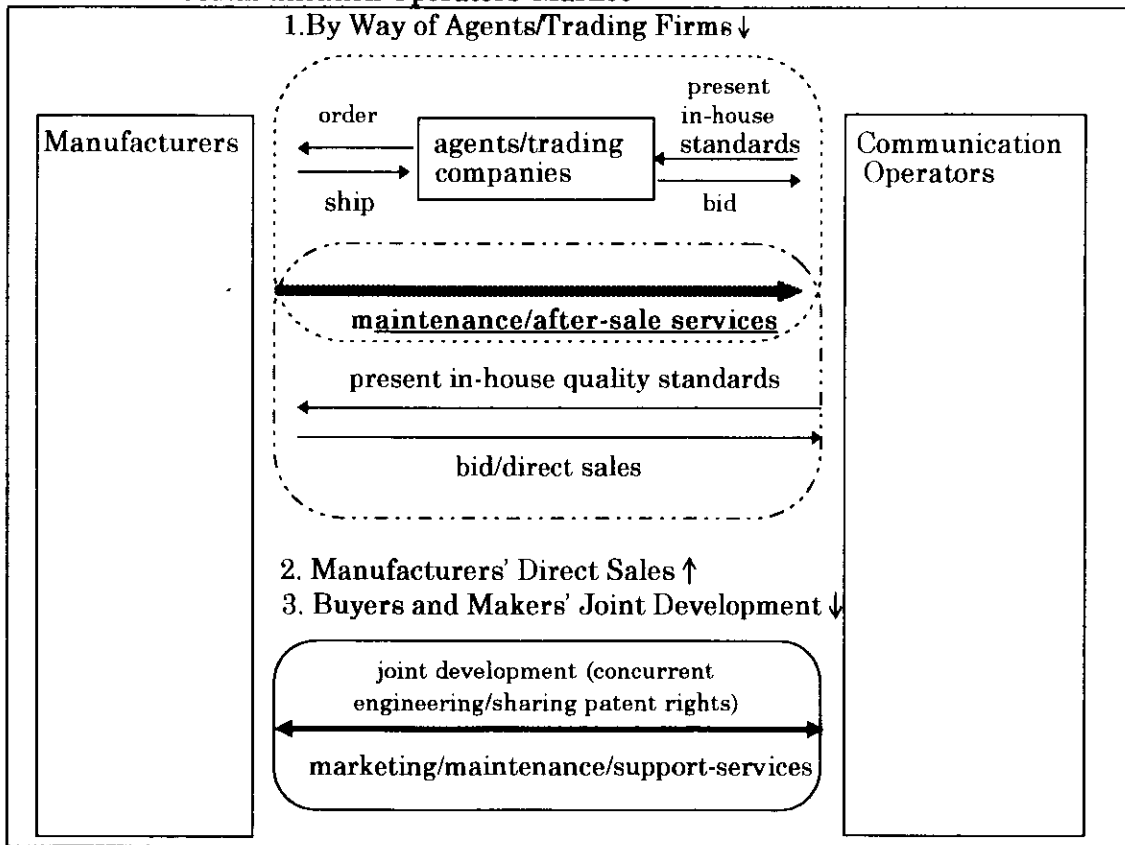 1.By Way of Agents/Trading Firms↓
Manufacturers
order
ship
agents/trading
companies
present
in-house
standards
bid
Communication
Operators
maintenance/after-sale services
present in-house quality standards
bid/direct sales
2. Manufacturers' Direct Sales↑
3. Buyers and Makers' Joint Development↓
joint development (concurrent
engineering/sharing patent rights)
marketing/maintenance/support-services